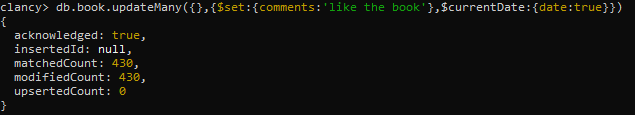 clancy> db.book.updateMany({},{$set:{comments:'like the book'},$currentDate:{date:true}})
{
  acknowledged: true,
  insertedId: null,
  matchedCount: 430,
  modifiedCount: 430,
  upsertedCount: 0
}